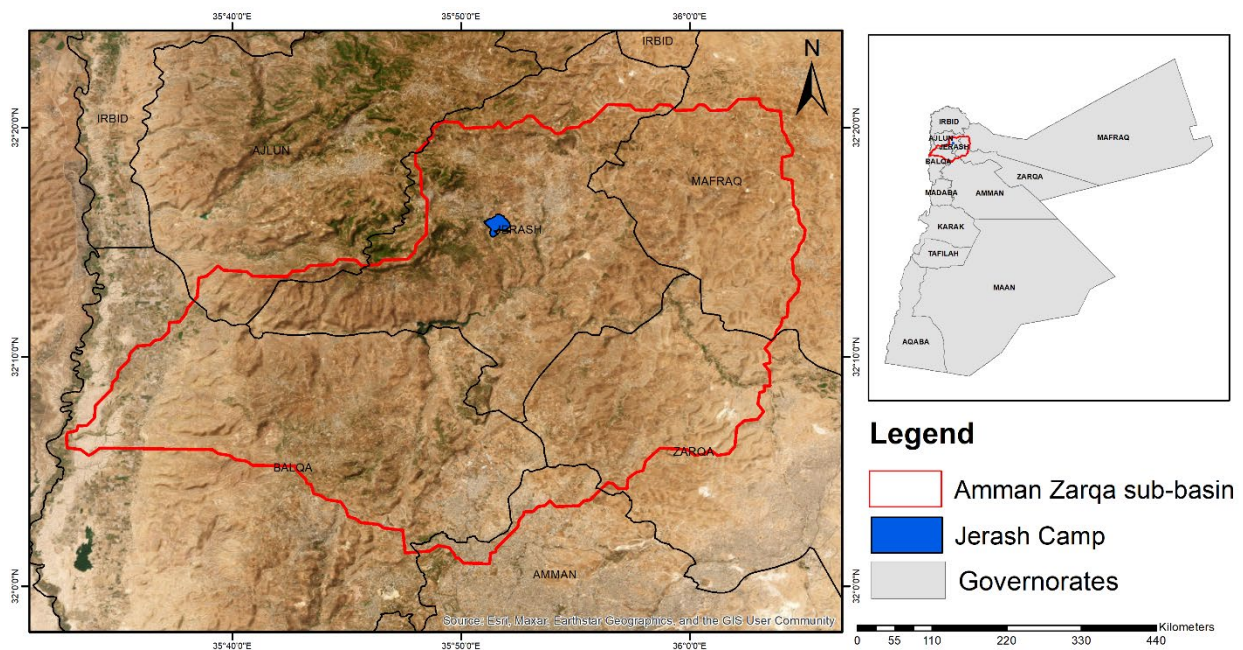 35°40'0"E 35°50'0"E 36°0'0"E
N
IRBID
32°20'0"N 32°20'0"N
IRBID
AJLUN
MAFRAQ
JERASH
32°10'0"N 32°10'0"N
BALQA
ZARQA
AMMAN
32°0'0"N 32°0'0"N
Source: Esri, Maxar, Earthstar Geographics, and the GIS User Community
35°40'0"E 35°50'0"E 36°0'0"E
IRBID
AJLUN
JERASH
MAFRAQ
BALQA
ZARQA
MADABA
AMMAN
KARAK
TAFILAH
MAAN
AQABA
Legend
Amman Zarqa sub-basin
Jerash Camp
Governorates
Kilometers
0 55 110 220 330 440